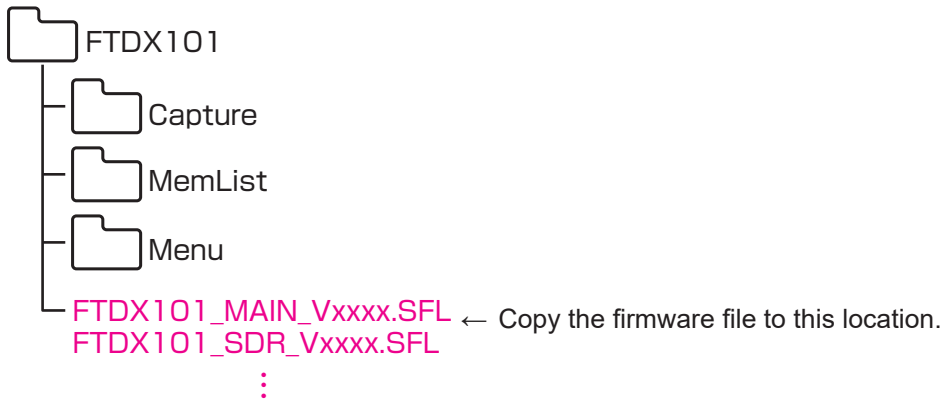 FTDX101
Capture
MemList
Menu
FTDX101_MAIN_Vxxxx.SFL ← Copy the firmware file to this location.
FTDX101_SDR_Vxxxx.SFL
⋮